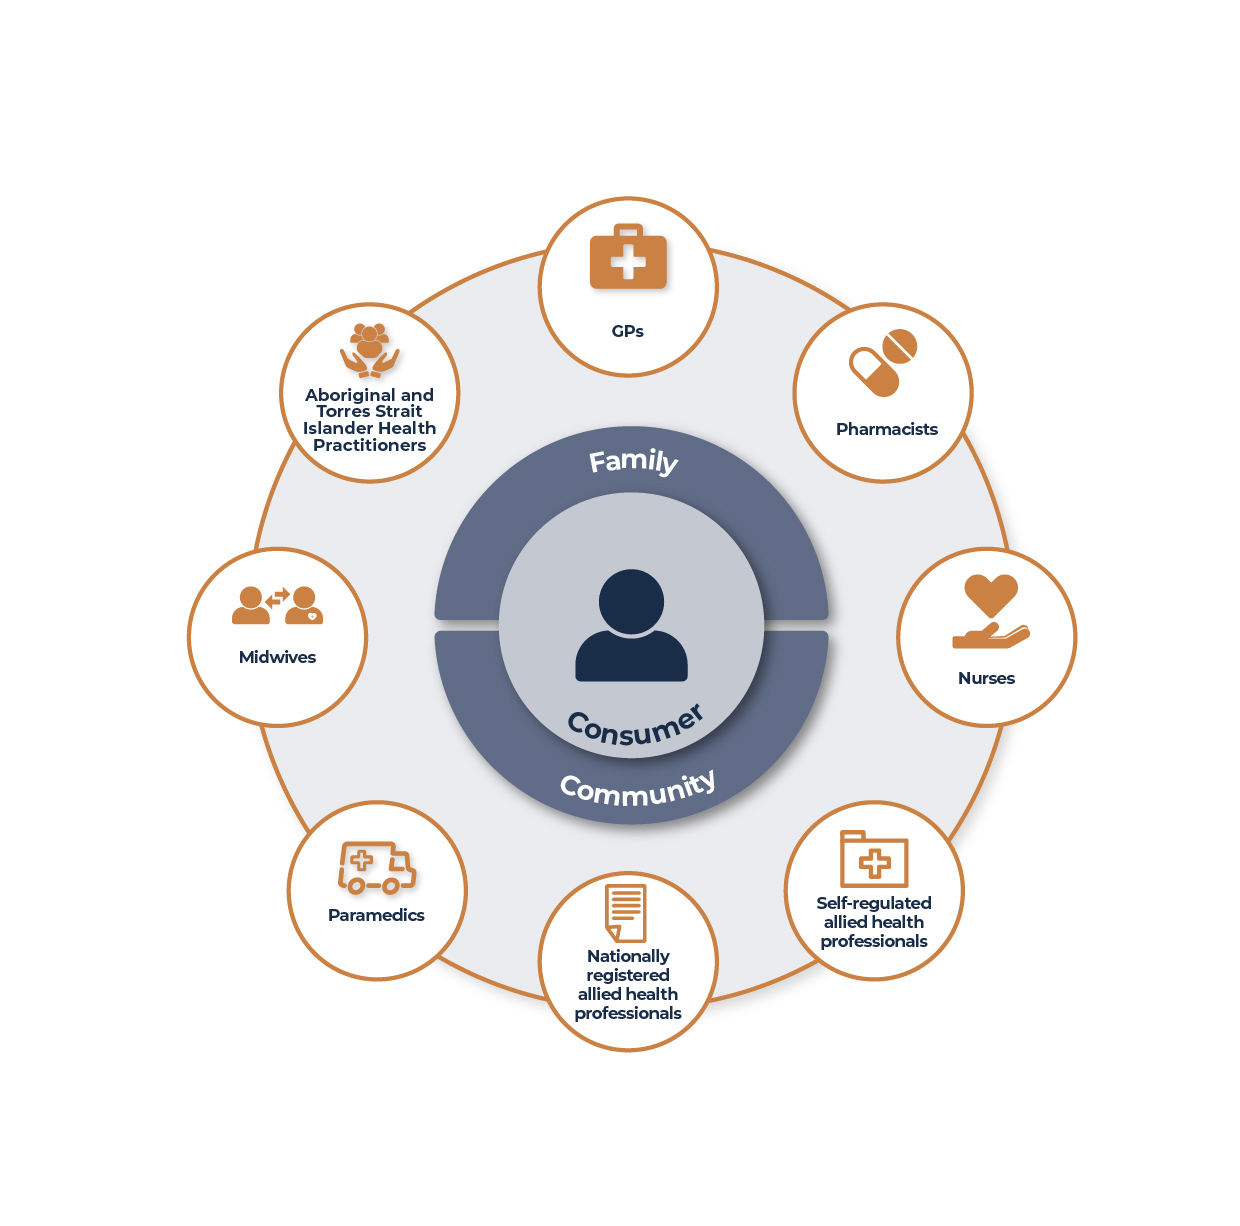 GPs
Pharmacists
Nurses
Self-regulated
allied health
professionals
Nationally
registered
allied health
professionals
Paramedics
Midwives
Aboriginal and
Torres Strait
Islander Health
Practitioners
Family
Consumer
Community